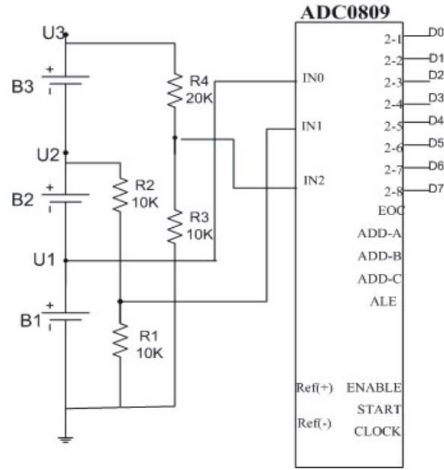 ADC0809
U3
B3
+
-
U2
B2
+
-
U1
B1
+
-
R4
20K
R2
10K
R3
10K
R1
10K
IN0
IN1
IN2
2-1 D0
2-2 D1
2-3 D2
2-4 D3
2-5 D4
2-6 D5
2-7 D6
2-8 D7
EOC
ADD-A
ADD-B
ADD-C
ALE
Ref(+) ENABLE
START
Ref(-)
CLOCK